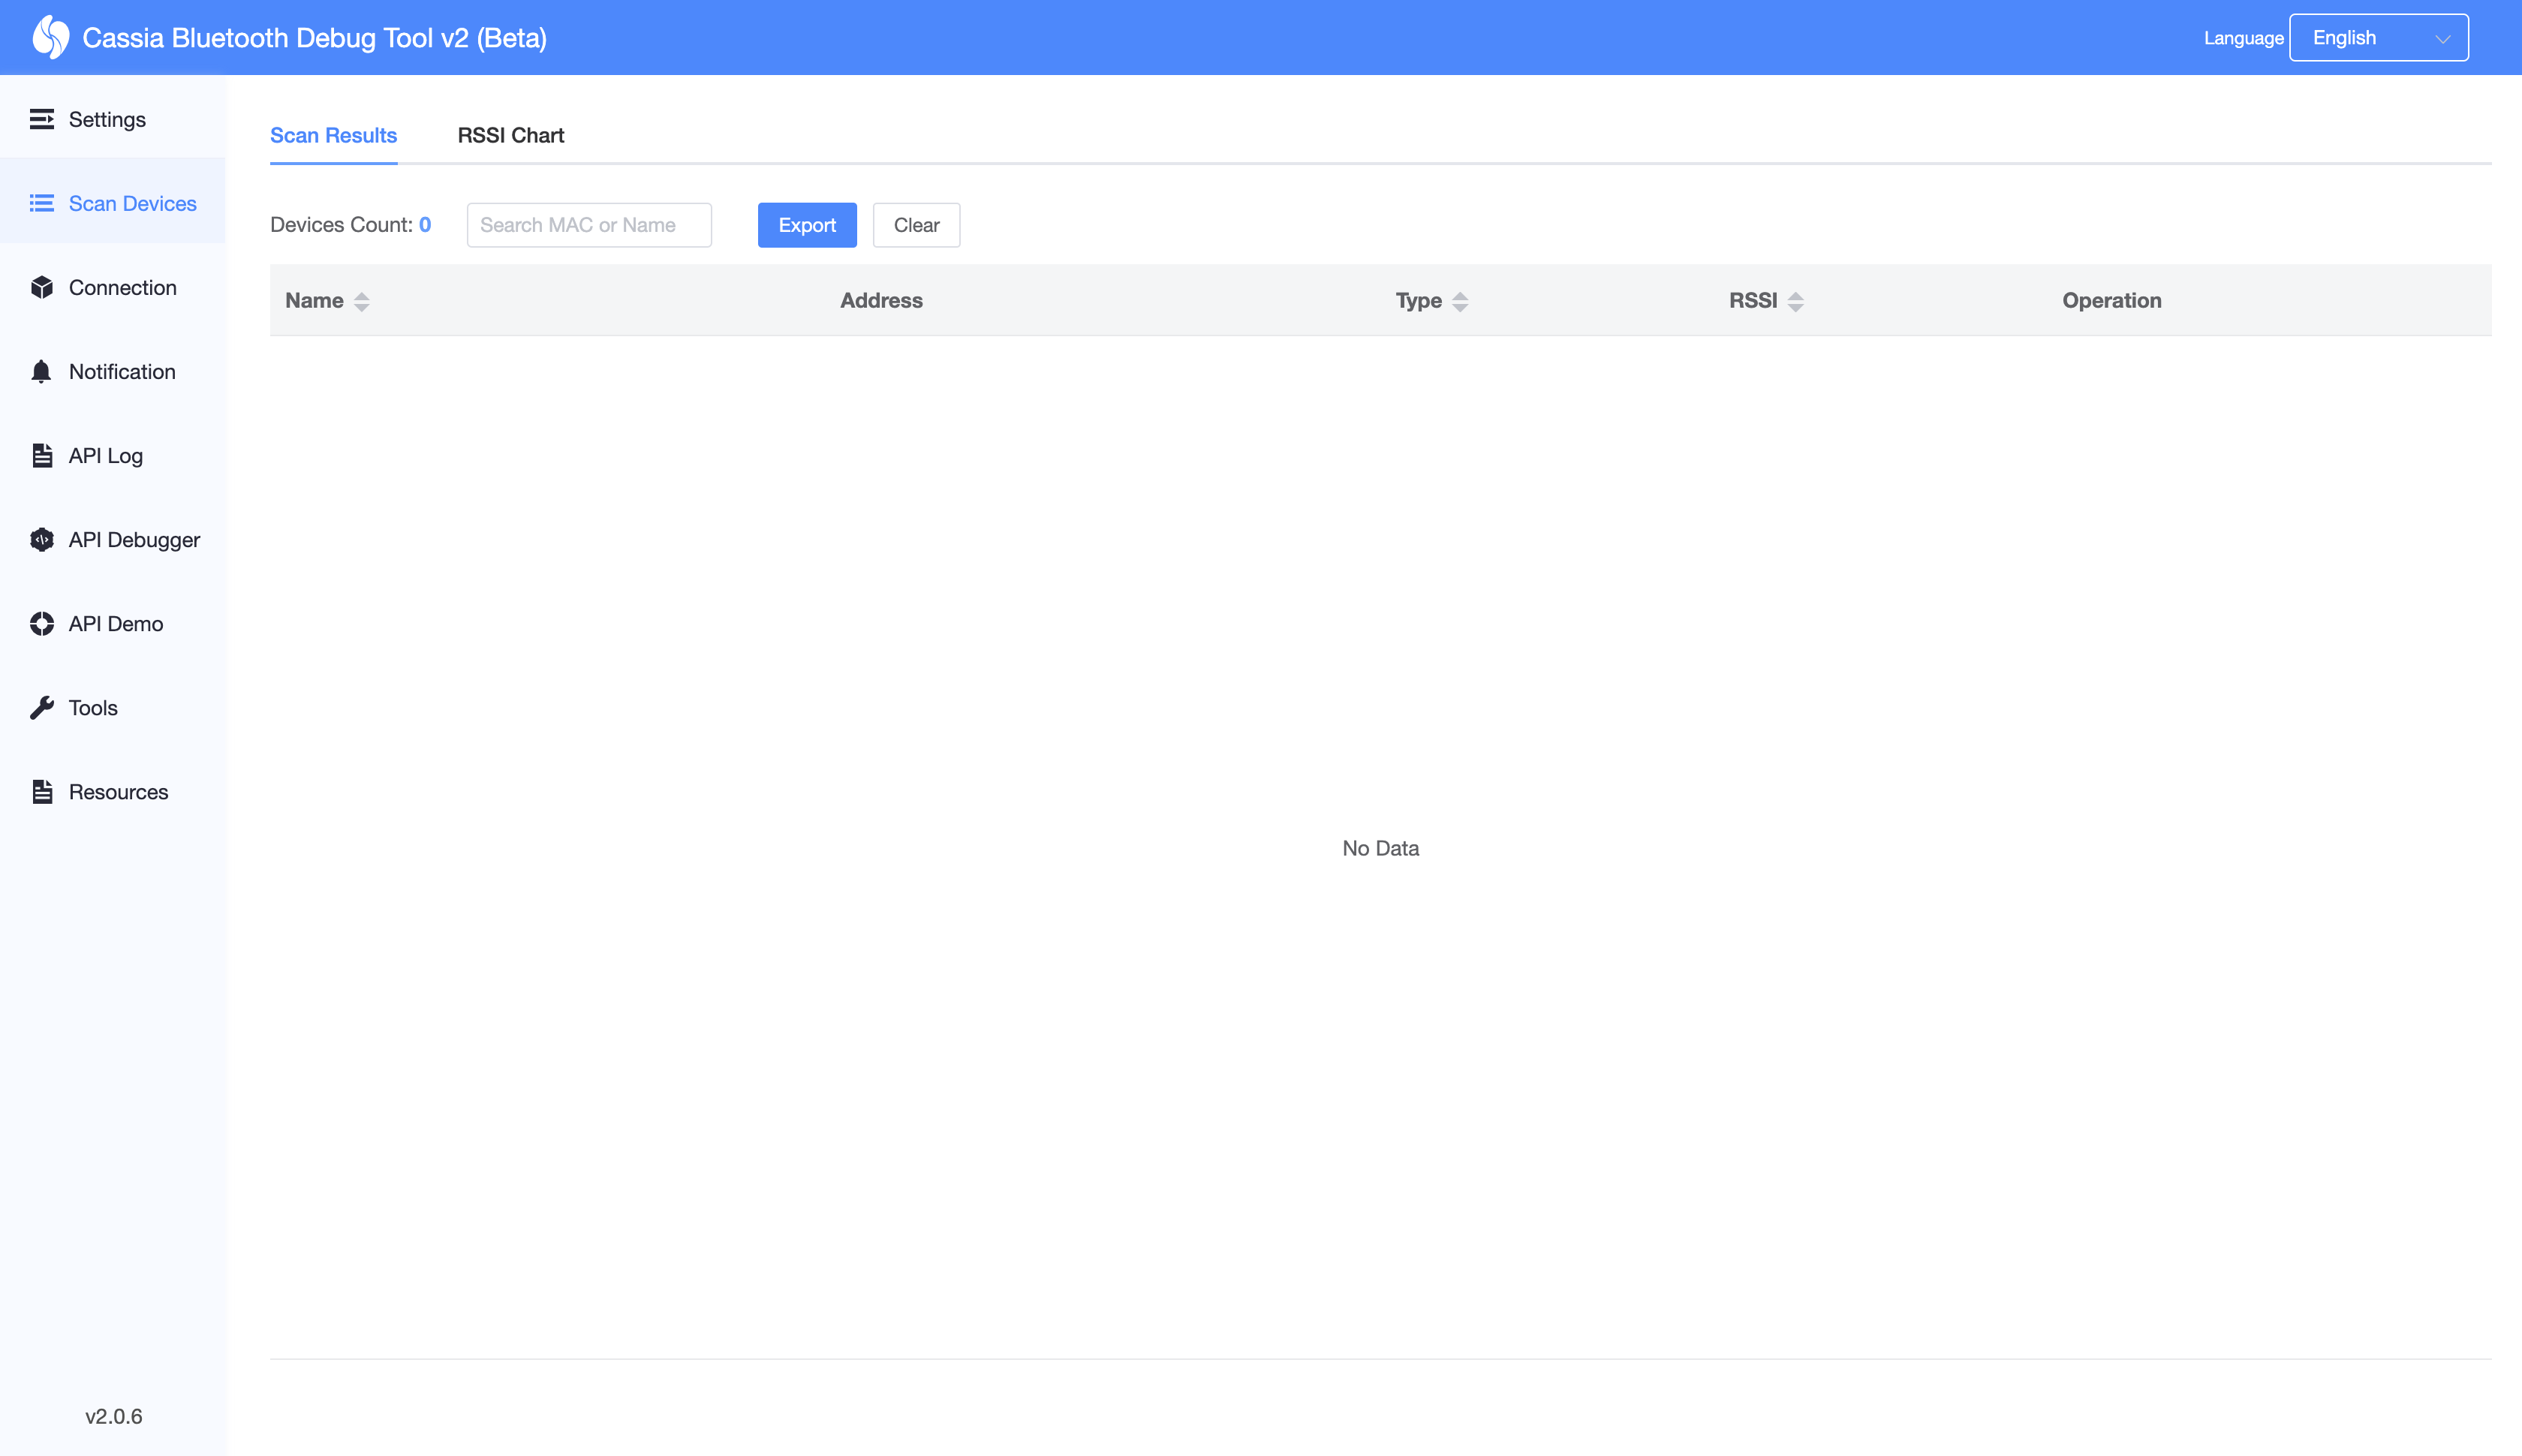 Cassia Bluetooth Debug Tool v2 (Beta)
Language English
Settings
Scan Devices
Connection
Notification
API Log
API Debugger
API Demo
Tools
Resources
v2.0.6
Scan Results RSSI Chart
Devices Count: 0 Search MAC or Name Export Clear
Name Address Type RSSI Operation
No Data